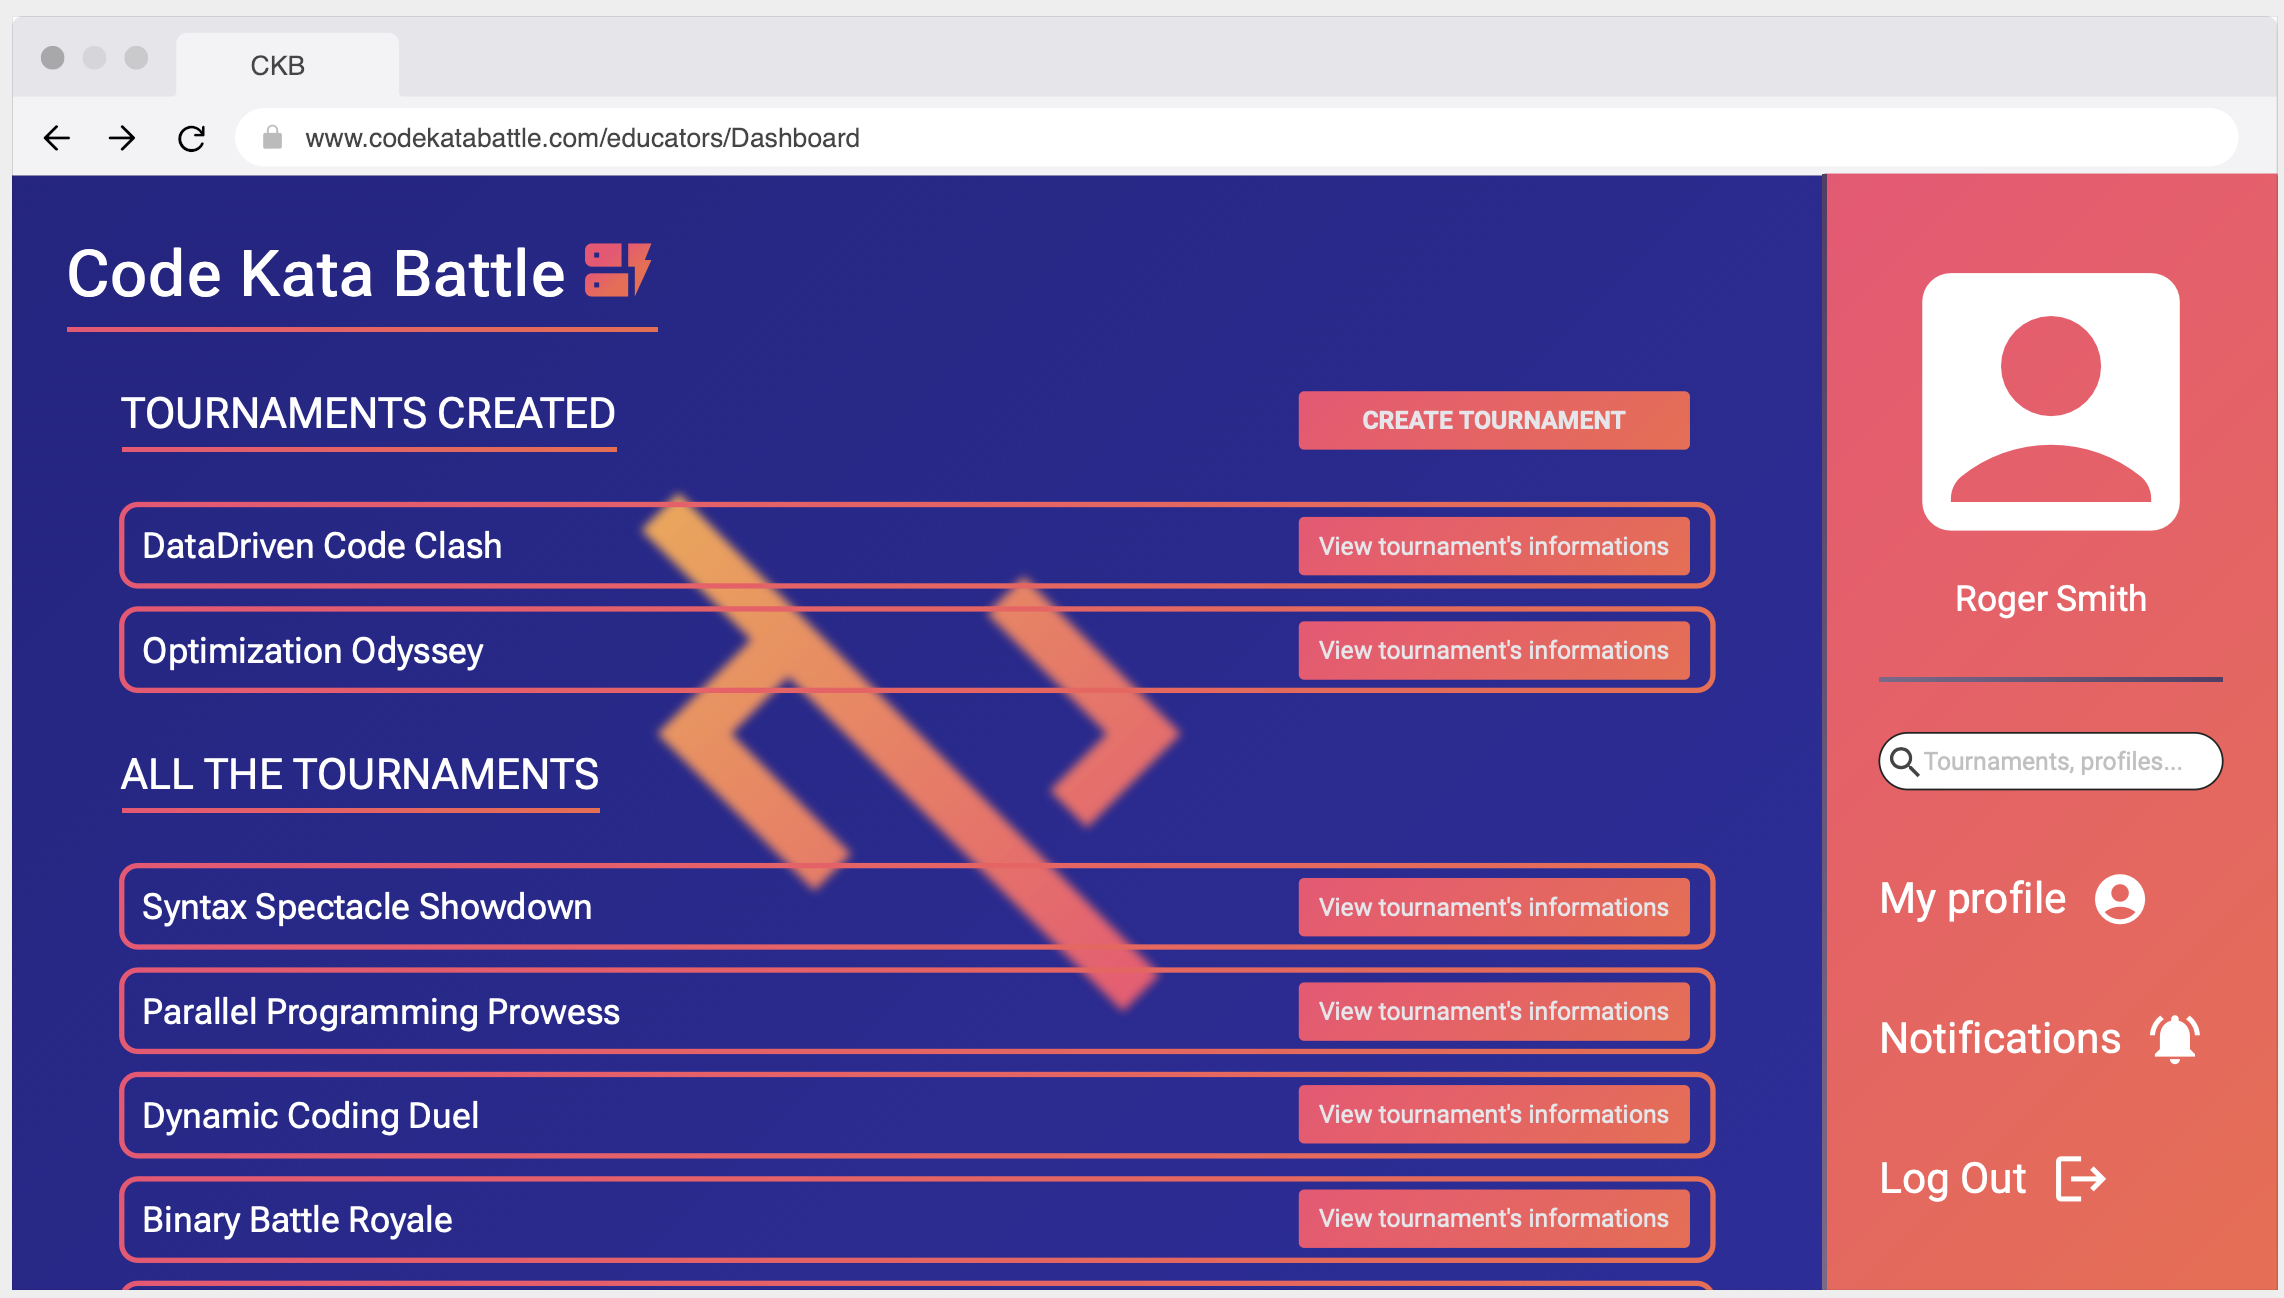 CKB
www.codekatabattle.com/educators/Dashboard
Code Kata Battle
TOURNAMENTS CREATED
CREATE TOURNAMENT
DataDriven Code Clash
View tournament's informations
Optimization Odyssey
View tournament's informations
ALL THE TOURNAMENTS
Syntax Spectacle Showdown
View tournament's informations
Parallel Programming Prowess
View tournament's informations
Dynamic Coding Duel
View tournament's informations
Binary Battle Royale
View tournament's informations
Roger Smith
Tournaments, profiles...
My profile
Notifications
Log Out